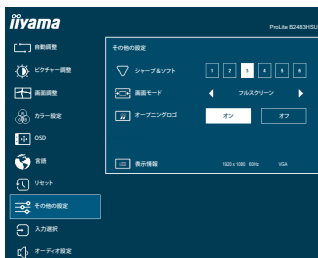 iiyama
ProLite B2483HSU
自動調整
その他の設定
ピクチャー調整
シャープ&ソフト
1 2 3 4 5 6
画面調整
画面モード
フルスクリーン
カラー設定
オープニングロゴ
オン
オフ
OSD
言語
表示情報
1920 x 1080 60Hz
VGA
リセット
その他の設定
入力選択
オーディオ設定